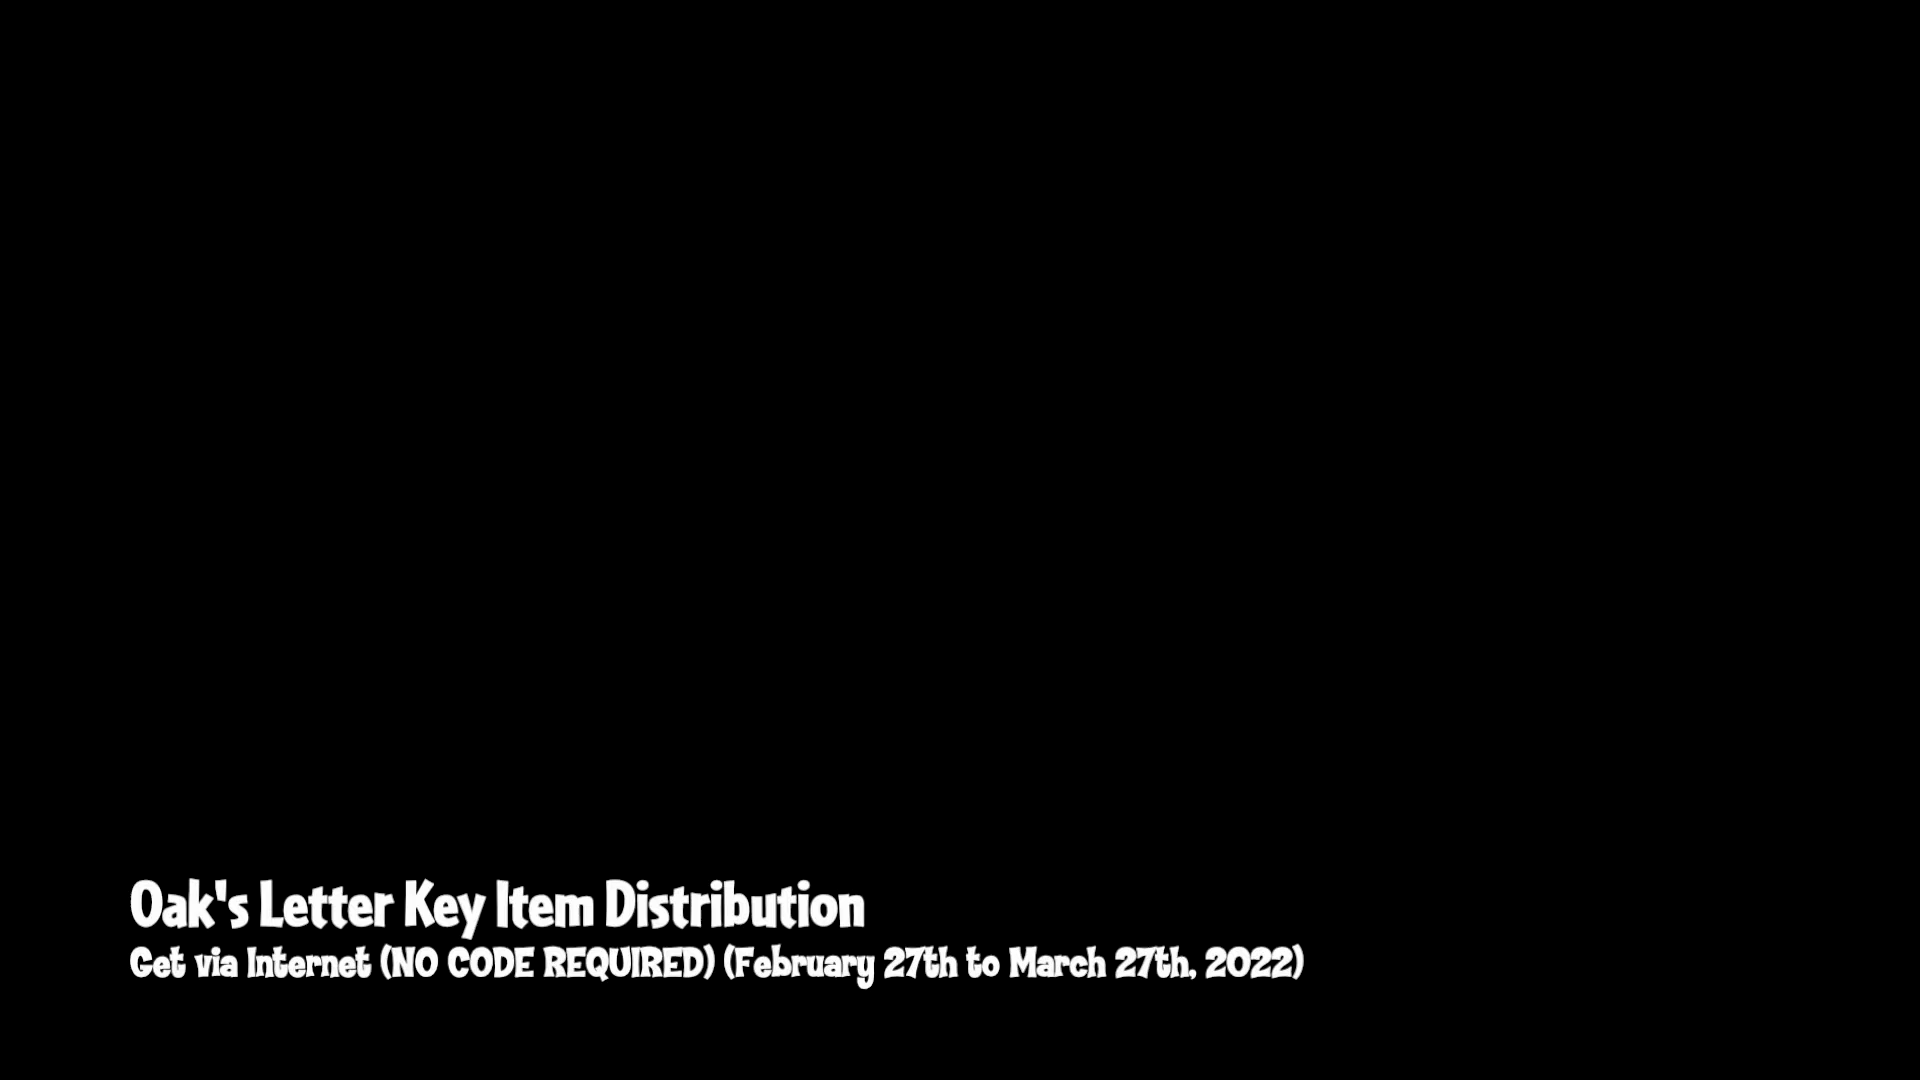 Oak's Letter Key Item Distribution
Get via Internet (NO CODE REQUIRED) (February 27th to March 27th, 2022)